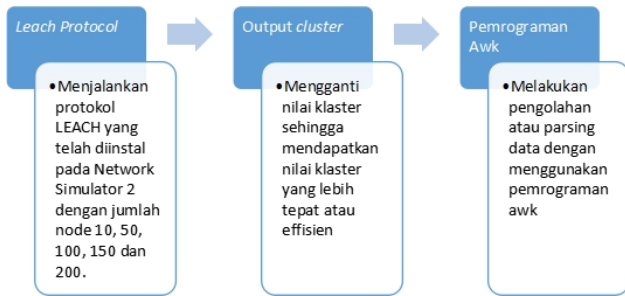 Leach Protocol
•Menjalankan
protokol
LEACH yang
telah diinstal
pada Network
Simulator 2
dengan jumlah
node 10, 50,
100, 150 dan
200.
Output cluster
•Mengganti
nilai klaster
sehingga
mendapatkan
nilai klaster
yang lebih
tepat atau
effisien
Pemrograman
Awk
•Melakukan
pengolahan
atau parsing
data dengan
menggunakan
pemrograman
awk